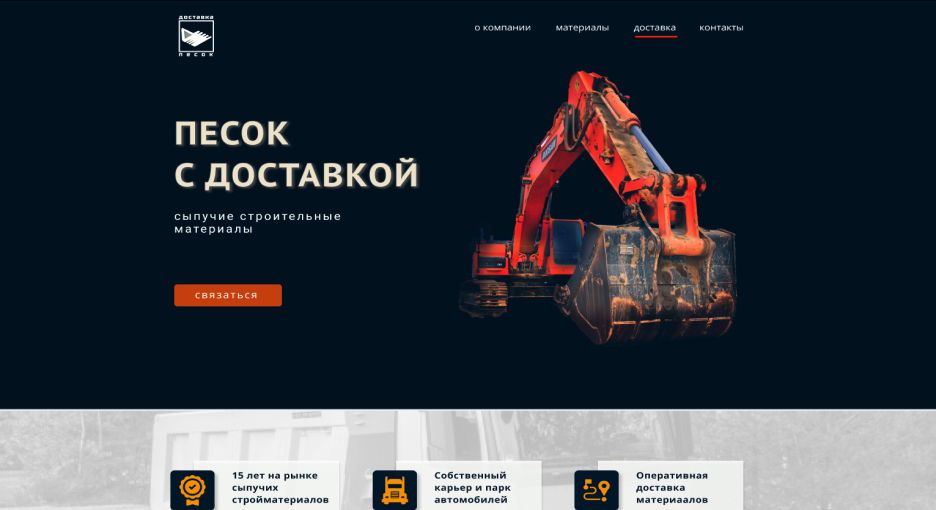 доставка
песок
о компании
материалы
доставка
контакты
ПЕСОК
С ДОСТАВКОЙ
сыпучие строительные
материалы
связаться
15 лет на рынке
сыпучих
стройматериалов
Собственный
карьер и парк
автомобилей
Оперативная
доставка
материаалов